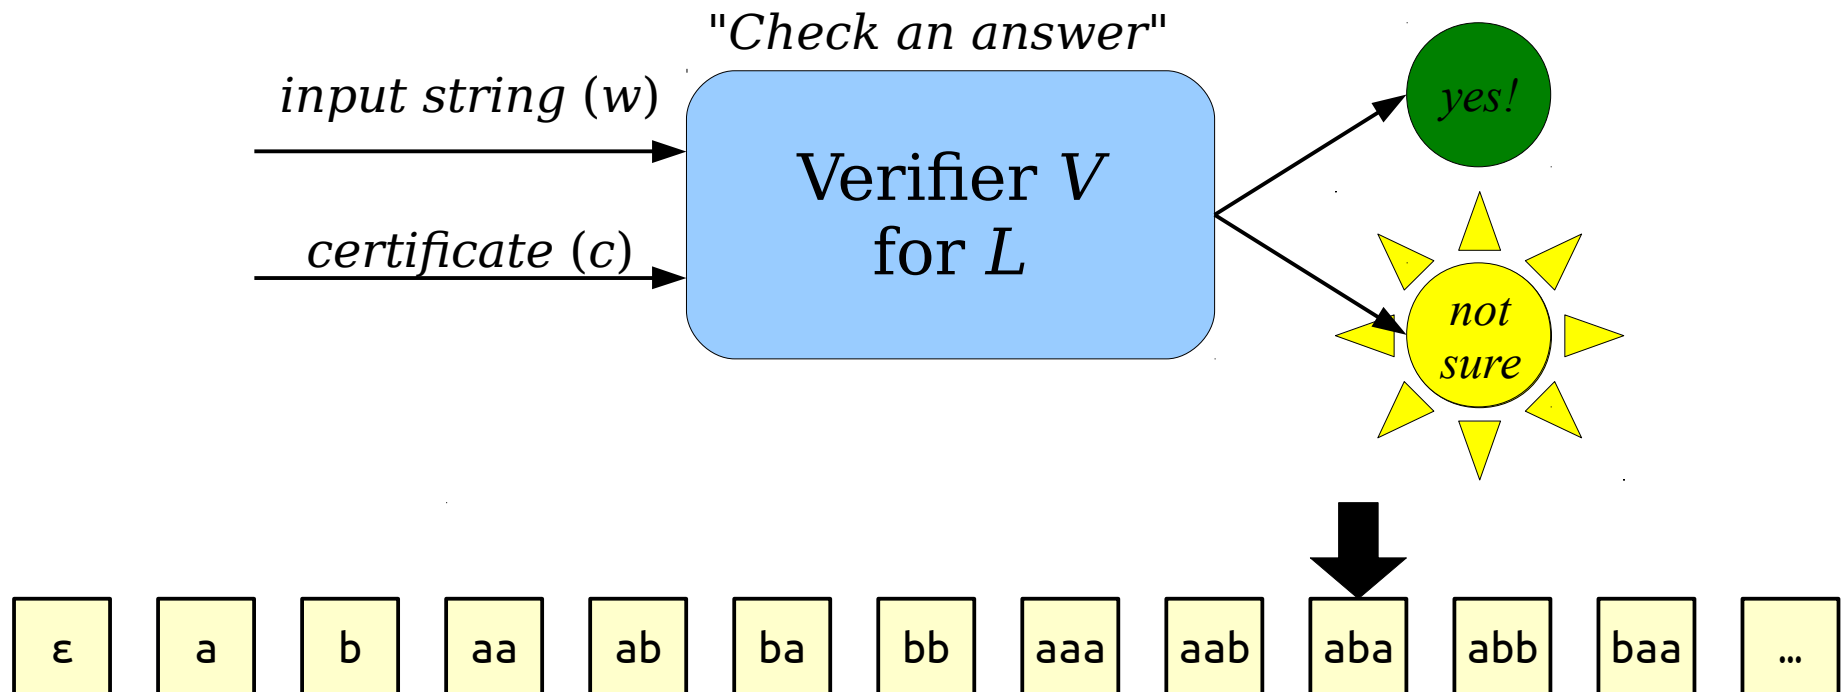 "Check an answer"
input string (w)
certificate (c)
Verifier V
for L
yes!
not
sure
ε a b aa ab ba bb aaa aab aba abb baa …